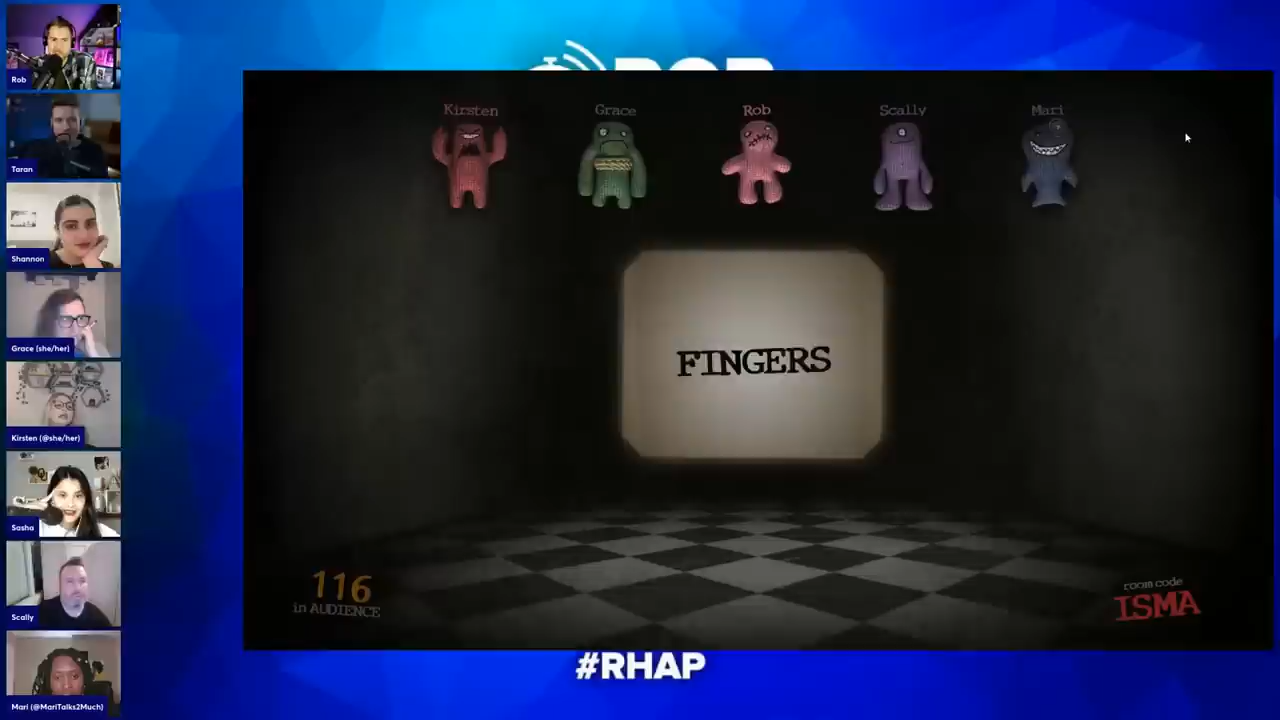 Rob
Taran
Shannon
Grace (she/her)
Kirsten (@she/her)
Sasha
Scally
Mari (@MariTalks2Much)
Kirsten
Grace
Rob
Scally
Mari
FINGERS
116
in AUDIENCE
room code
ISMA
#RHAP